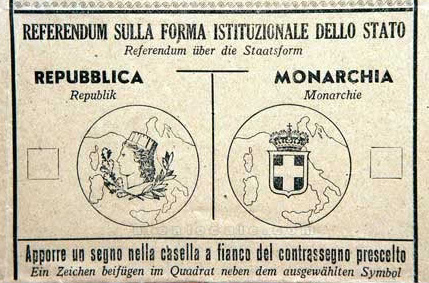 REFERENDUM SULLA FORMA ISTITUZIONALE DELLO STATO
Referendum über die Staatsform
REPUBBLICA
Republik
MONARCHIA
Monarchie
Apporre un segno nella casella a fianco del contrassegno prescelto
Ein Zeichen beifügen im Quadrat neben dem ausgewählten Symbol